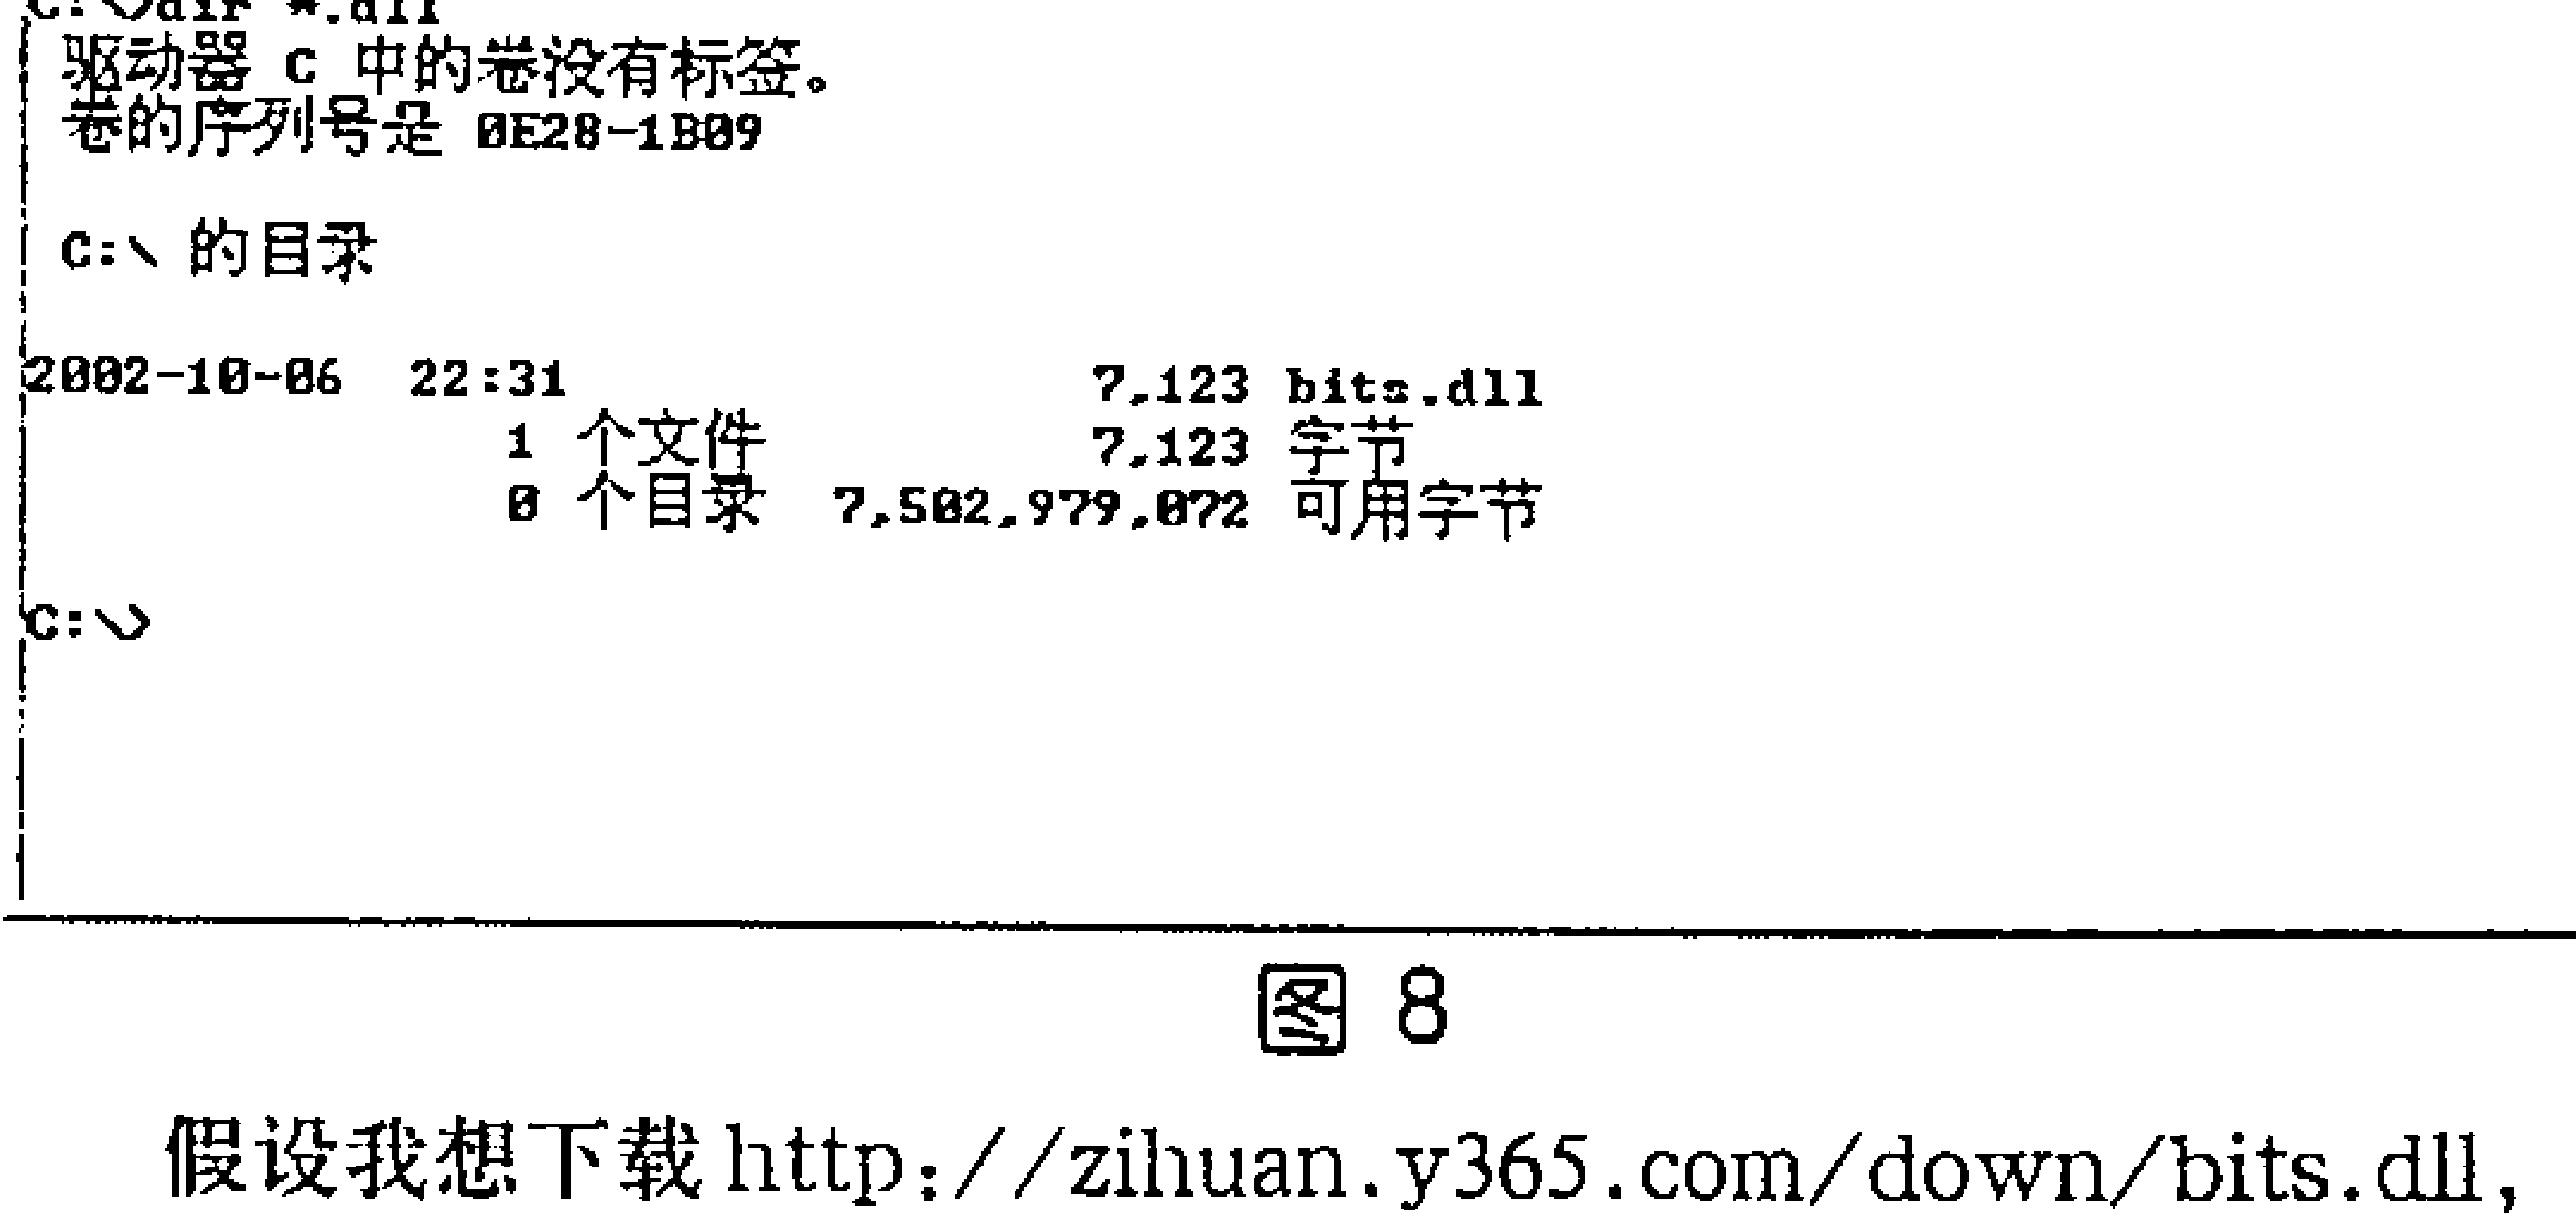 C:\>dir *.dll
驱动器 C 中的卷没有标签。
卷的序列号是 0E28-1B09
C:\ 的目录
2002-10-06 22:31 7,123 bits.dll
1 个文件 7,123 字节
0 个目录 7,502,979,072 可用字节
C:\>
图 8
假设我想下载 http://zihuan.y365.com/down/bits.dll,